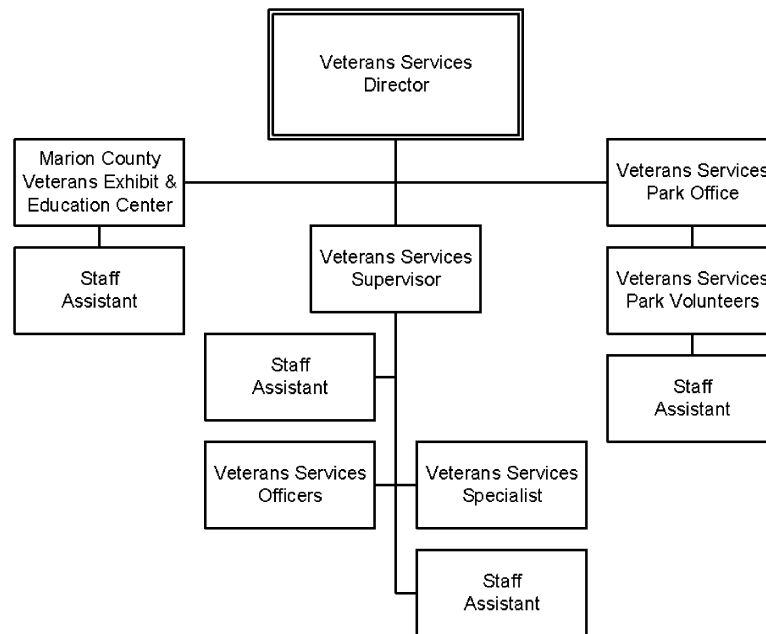 Veterans Services
Director
Marion County
Veterans Exhibit &
Education Center
Veterans Services
Park Office
Veterans Services
Supervisor
Staff
Assistant
Veterans Services
Park Volunteers
Staff
Assistant
Staff
Assistant
Veterans Services
Officers
Veterans Services
Specialist
Staff
Assistant